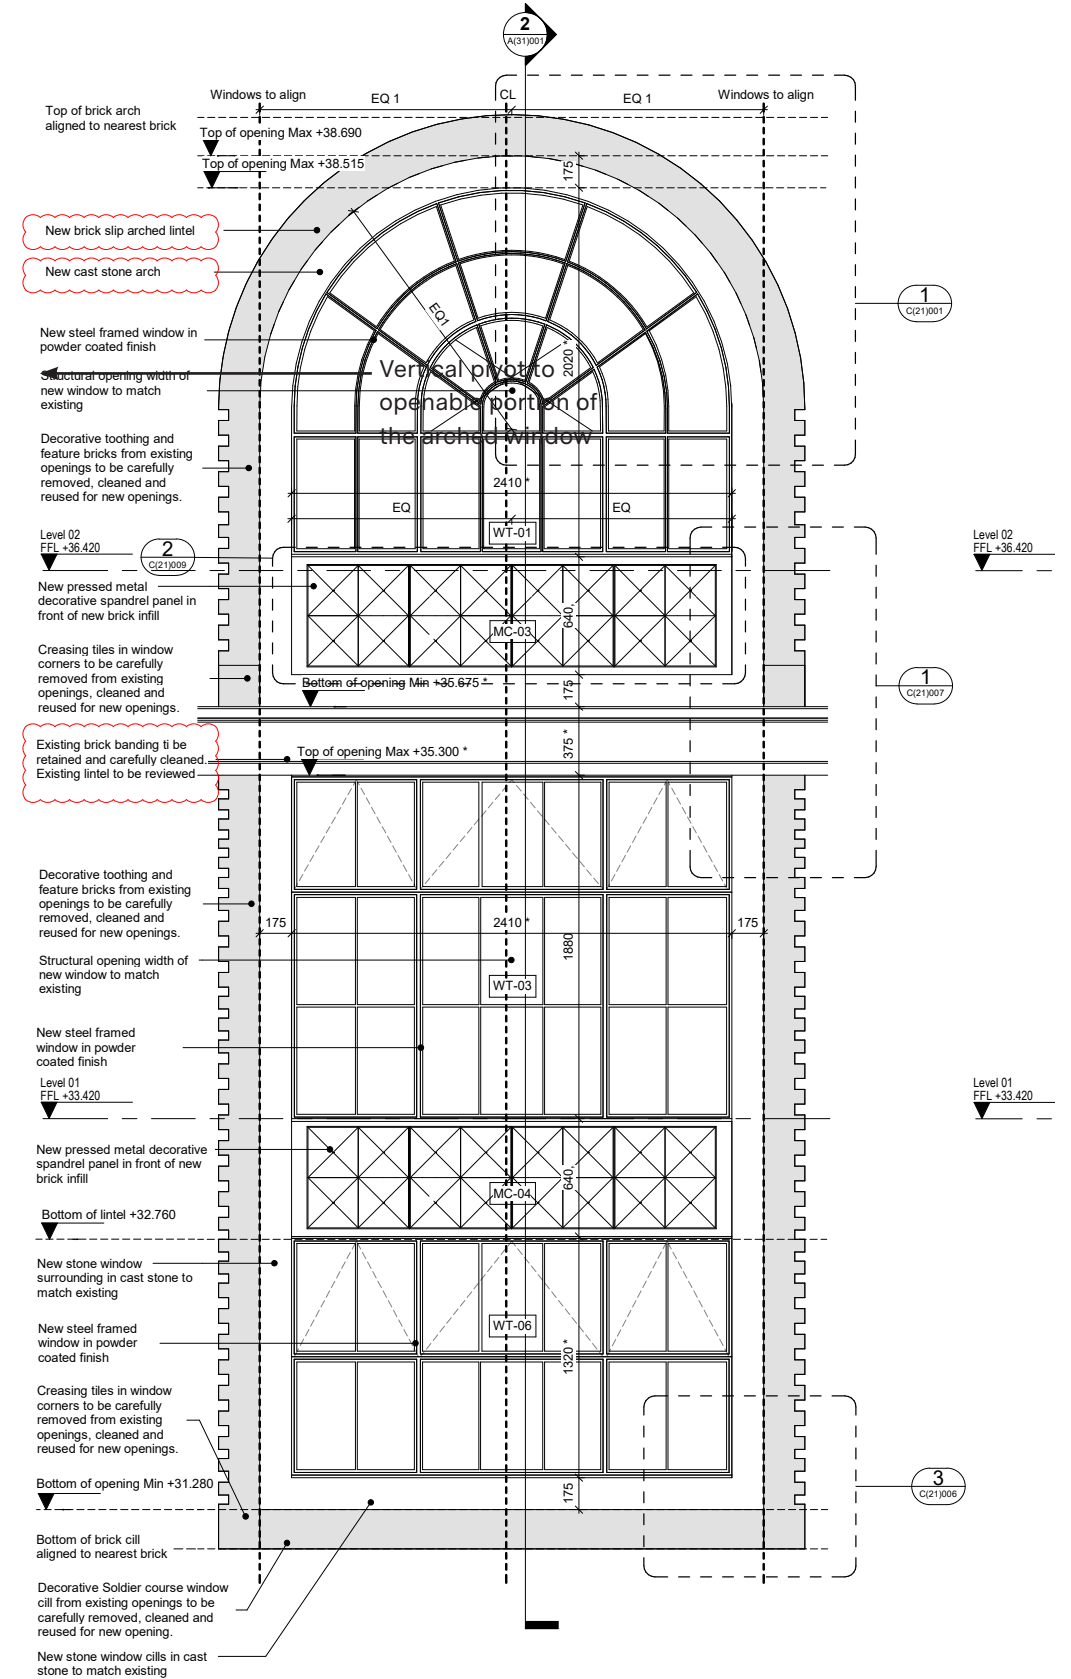 2
A(31)001
Windows to align
EQ 1
CL
EQ 1
Windows to align
Top of brick arch
aligned to nearest brick
Top of opening Max +38.690
Top of opening Max +38.515
175
New brick slip arched lintel
New cast stone arch
1
C(21)001
EQ1
2020 *
New steel framed window in
powder coated finish
Structural opening width of
new window to match
existing
Vertical pivot to
openable portion of
the arched window
Decorative toothing and
feature bricks from existing
openings to be carefully
removed, cleaned and
reused for new openings.
2410 *
EQ
EQ
WT-01
Level 02
FFL +36.420
2
C(21)009
Level 02
FFL +36.420
New pressed metal
decorative spandrel panel in
front of new brick infill
640
MC-03
Creasing tiles in window
corners to be carefully
removed from existing
openings, cleaned and
reused for new openings.
Bottom of opening Min +35.675 *
175
1
C(21)007
Existing brick banding ti be
retained and carefully cleaned.
Existing lintel to be reviewed
Top of opening Max +35.300 *
375 *
Decorative toothing and
feature bricks from existing
openings to be carefully
removed, cleaned and
reused for new openings.
175
2410 *
175
1880
Structural opening width of
new window to match
existing
WT-03
New steel framed
window in powder
coated finish
Level 01
FFL +33.420
Level 01
FFL +33.420
New pressed metal decorative
spandrel panel in front of new
brick infill
640
MC-04
Bottom of lintel +32.760
New stone window
surrounding in cast stone to
match existing
WT-06
New steel framed
window in powder
coated finish
1320 *
Creasing tiles in window
corners to be carefully
removed from existing
openings, cleaned and
reused for new openings.
Bottom of opening Min +31.280
175
3
C(21)006
Bottom of brick cill
aligned to nearest brick
Decorative Soldier course window
cill from existing openings to be
carefully removed, cleaned and
reused for new opening.
New stone window cills in cast
stone to match existing